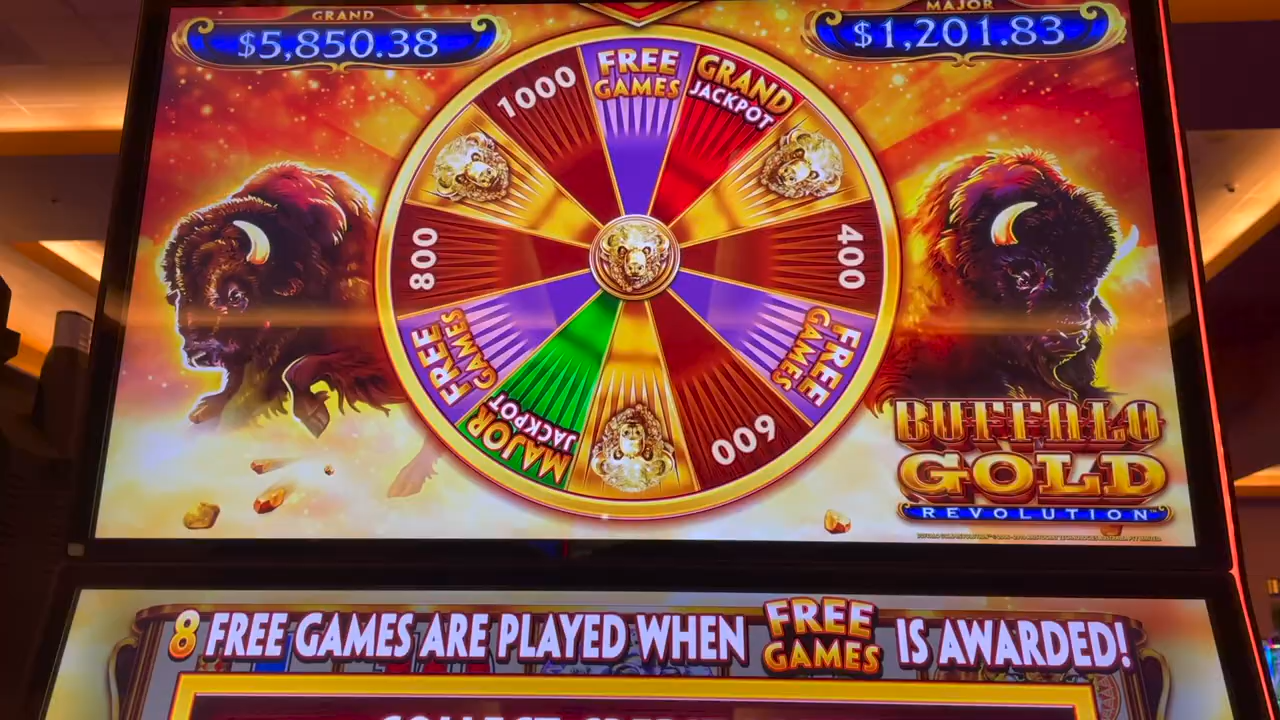 GRAND
$5,850.38
MAJOR
$1,201.83
1000
FREE
GAMES
GRAND
JACKPOT
800
400
FREE
GAMES
FREE
GAMES
MAJOR
JACKPOT
600
BUFFALO
GOLD
REVOLUTION™
8 FREE GAMES ARE PLAYED WHEN FREE GAMES IS AWARDED!